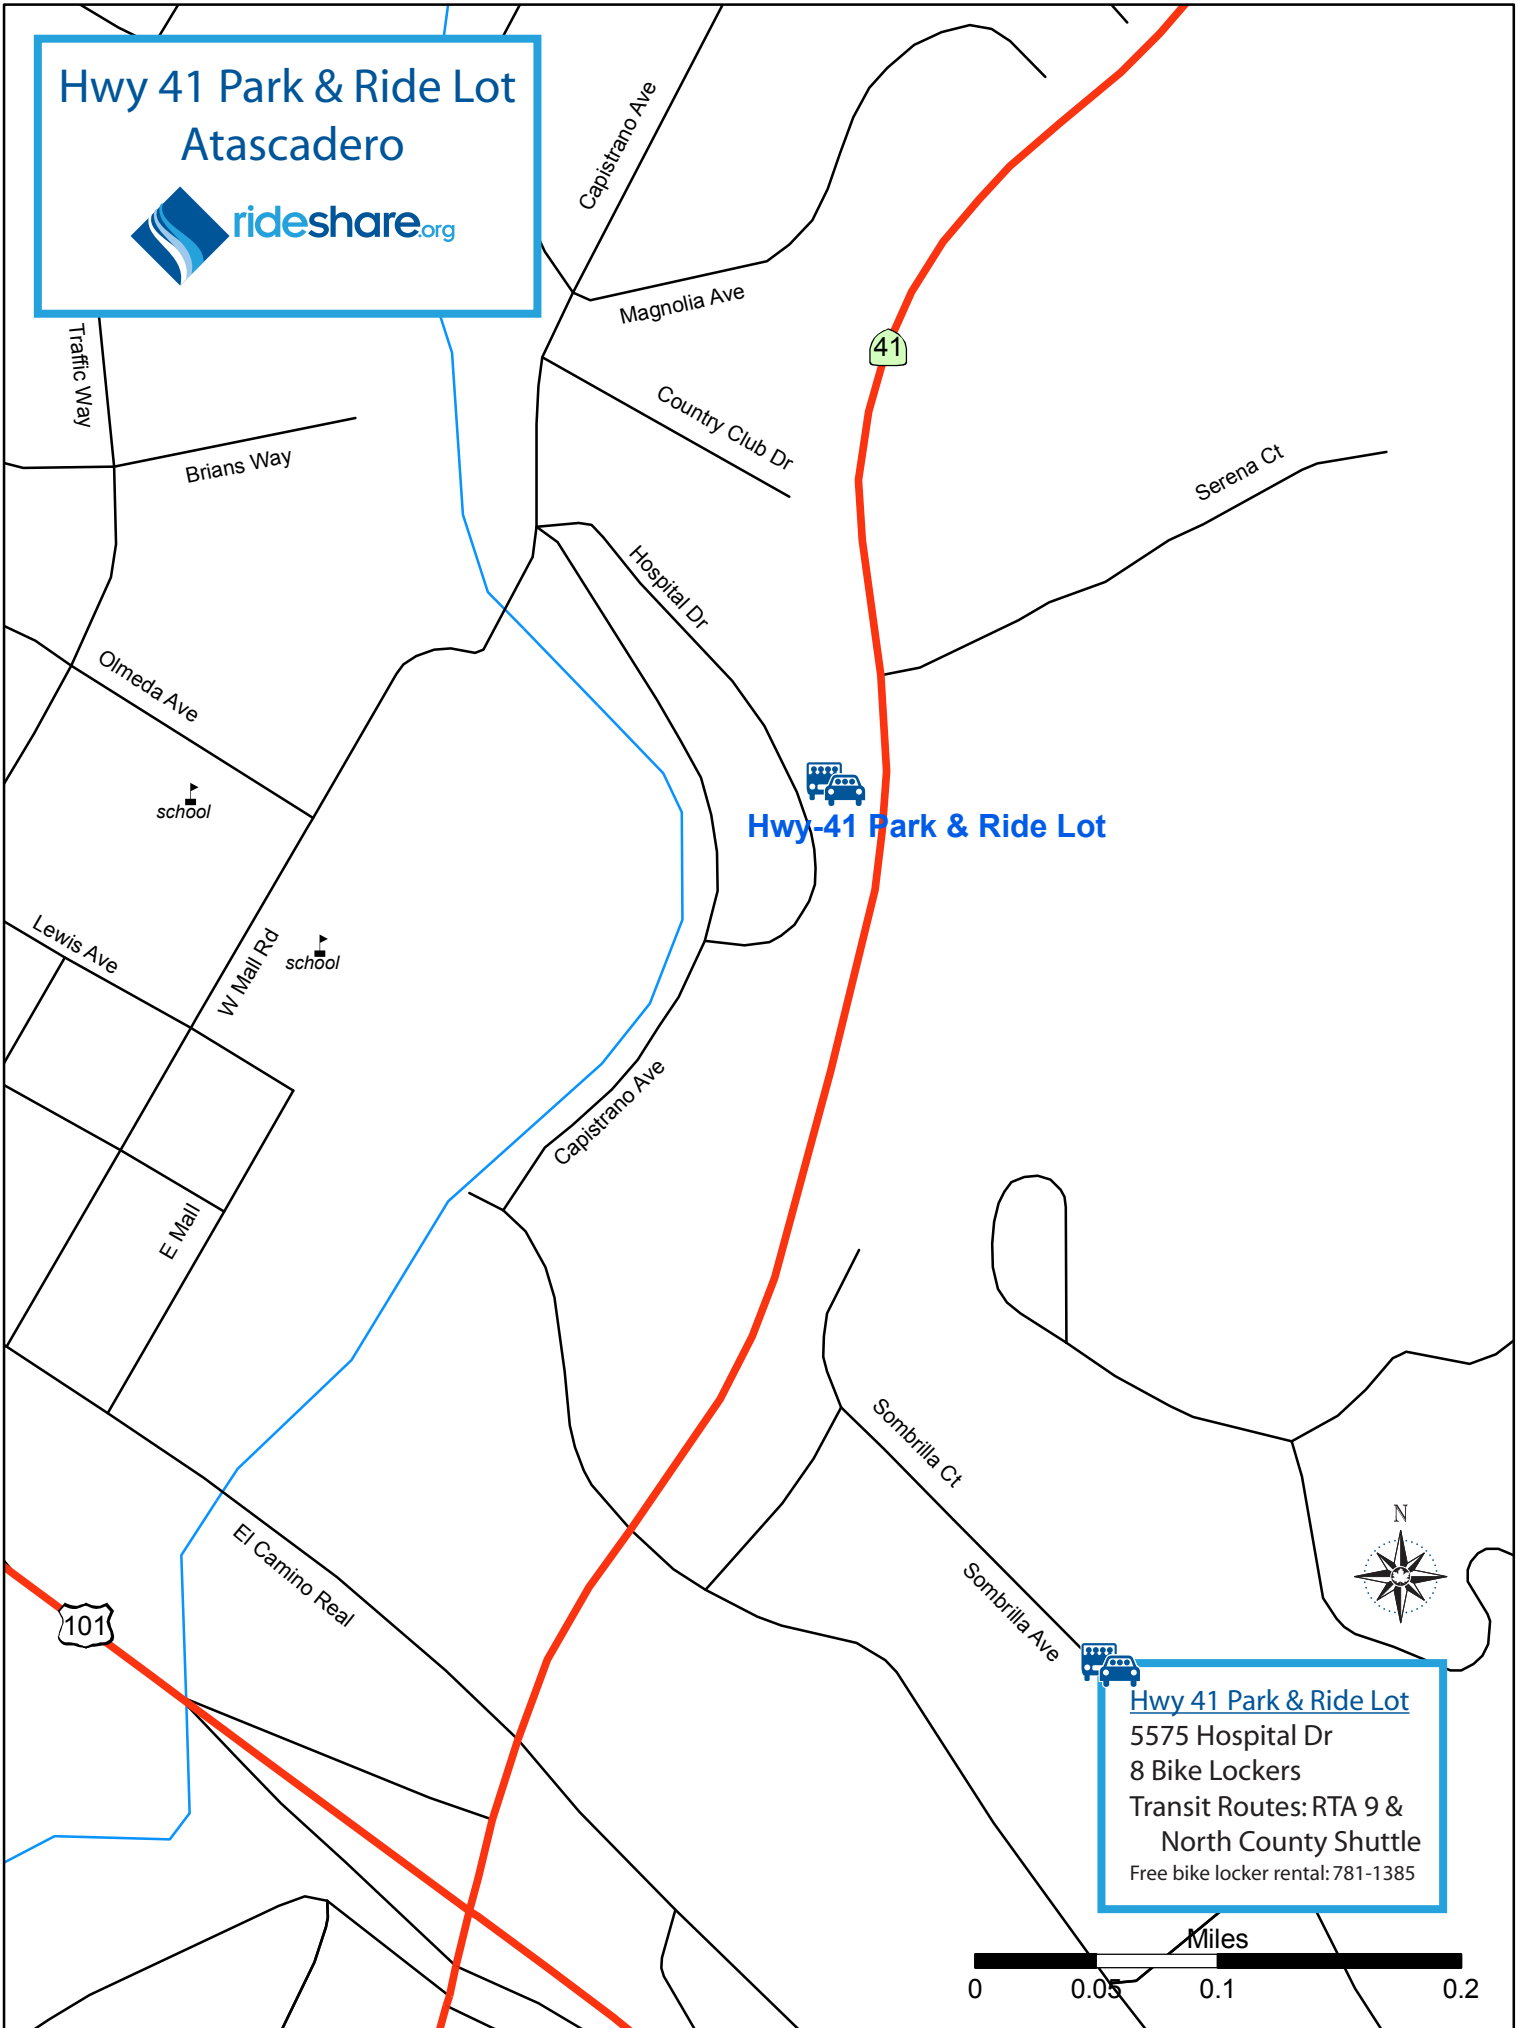 Hwy 41 Park & Ride Lot
Atascadero
rideshare.org
Capistrano Ave
Magnolia Ave
Traffic Way
41
Country Club Dr
Brians Way
Serena Ct
Hospital Dr
Olmeda Ave
school
Hwy-41 Park & Ride Lot
Lewis Ave
W Mall Rd
school
Capistrano Ave
E Mall
Sombrilla Ct
N
El Camino Real
Sombrilla Ave
101
Hwy 41 Park & Ride Lot
5575 Hospital Dr
8 Bike Lockers
Transit Routes: RTA 9 &
North County Shuttle
Free bike locker rental: 781-1385
Miles
0 0.05 0.1 0.2